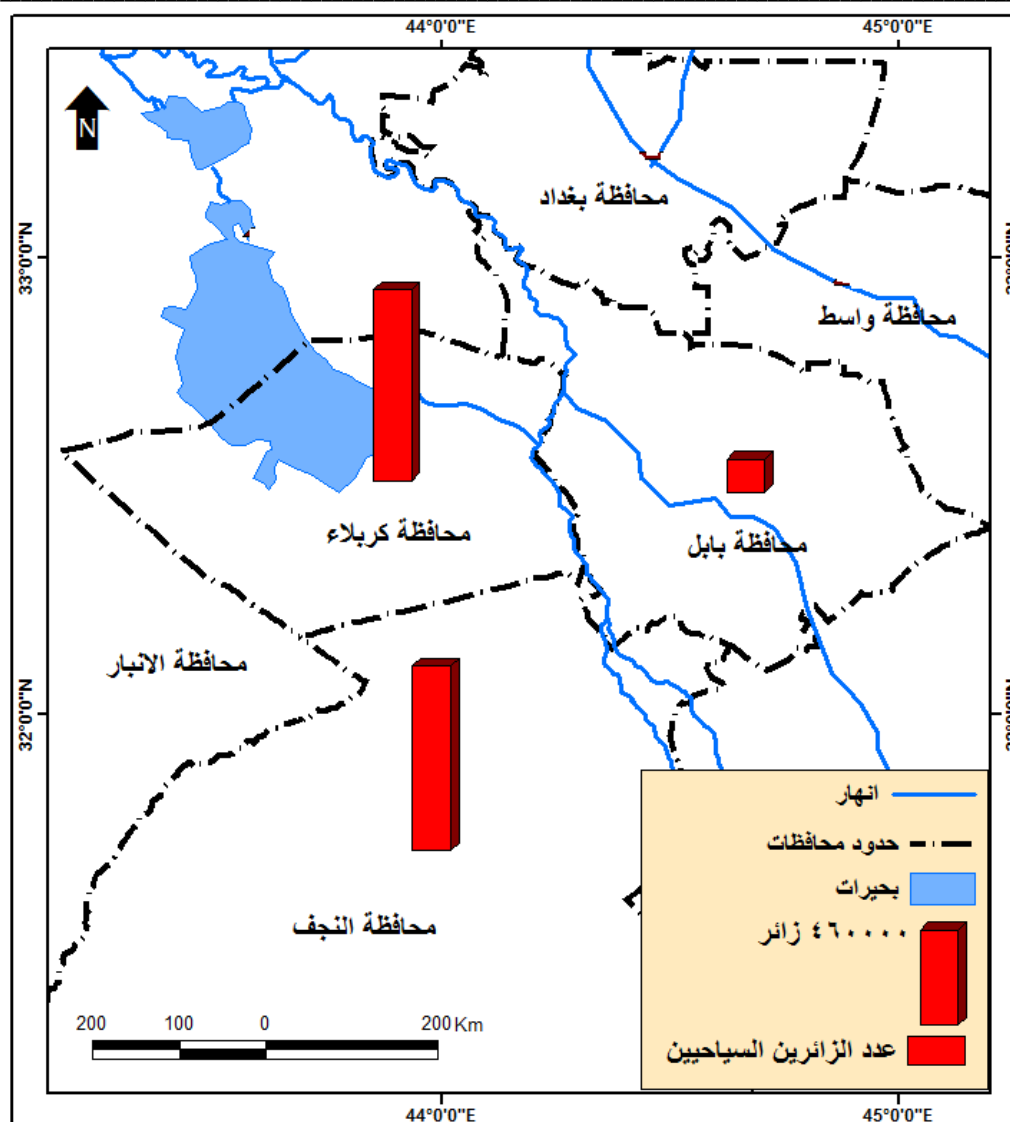 44°0'0"E
45°0'0"E
N
محافظة بغداد
33°0'0"N
محافظة واسط
محافظة كربلاء
محافظة بابل
محافظة الانبار
32°0'0"N
انهار
حدود محافظات
بحيرات
٤٦٠٠٠٠ زائر
محافظة النجف
200 100 0 200 Km
عدد الزائرين السياحيين
44°0'0"E
45°0'0"E